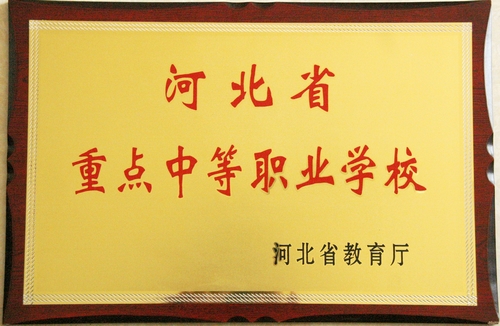 河北省
重点中等职业学校
河北省教育厅